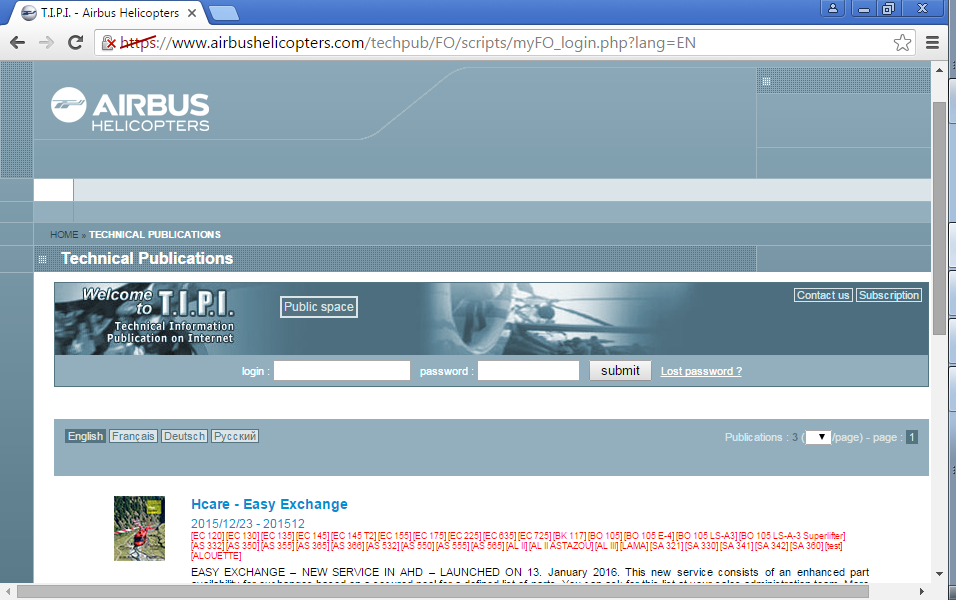 T.I.P.I. - Airbus Helicopters
https://www.airbushelicopters.com/techpub/FO/scripts/myFO_login.php?lang=EN
AIRBUS
HELICOPTERS
HOME » TECHNICAL PUBLICATIONS
Technical Publications
Welcome
to T.I.P.I.
Technical Information
Publication on Internet
Public space
Contact us Subscription
login : password : submit Lost password ?
English Français Deutsch Русский
Publications : 3 ( /page) - page : 1
Hcare - Easy Exchange
2015/12/23 - 201512
[EC 120] [EC 130] [EC 135] [EC 145] [EC 145 T2] [EC 155] [EC 175] [EC 225] [EC 635] [EC 725] [BK 117] [BO 105] [BO 105 E-4] [BO 105 LS-A3] [BO 105 LS-A-3 Superlifter]
[AS 332] [AS 350] [AS 355] [AS 365] [AS 366] [AS 532] [AS 550] [AS 555] [AS 565] [AL II] [AL II ASTAZOU] [AL III] [LAMA] [SA 321] [SA 330] [SA 341] [SA 342] [SA 360] [test]
[ALOUETTE]
EASY EXCHANGE – NEW SERVICE IN AHD – LAUNCHED ON 13. January 2016. This new service consists of an enhanced part
availability for exchanges based on a secured pool for a defined list of parts. You can ask for this list at your sales administration team. More